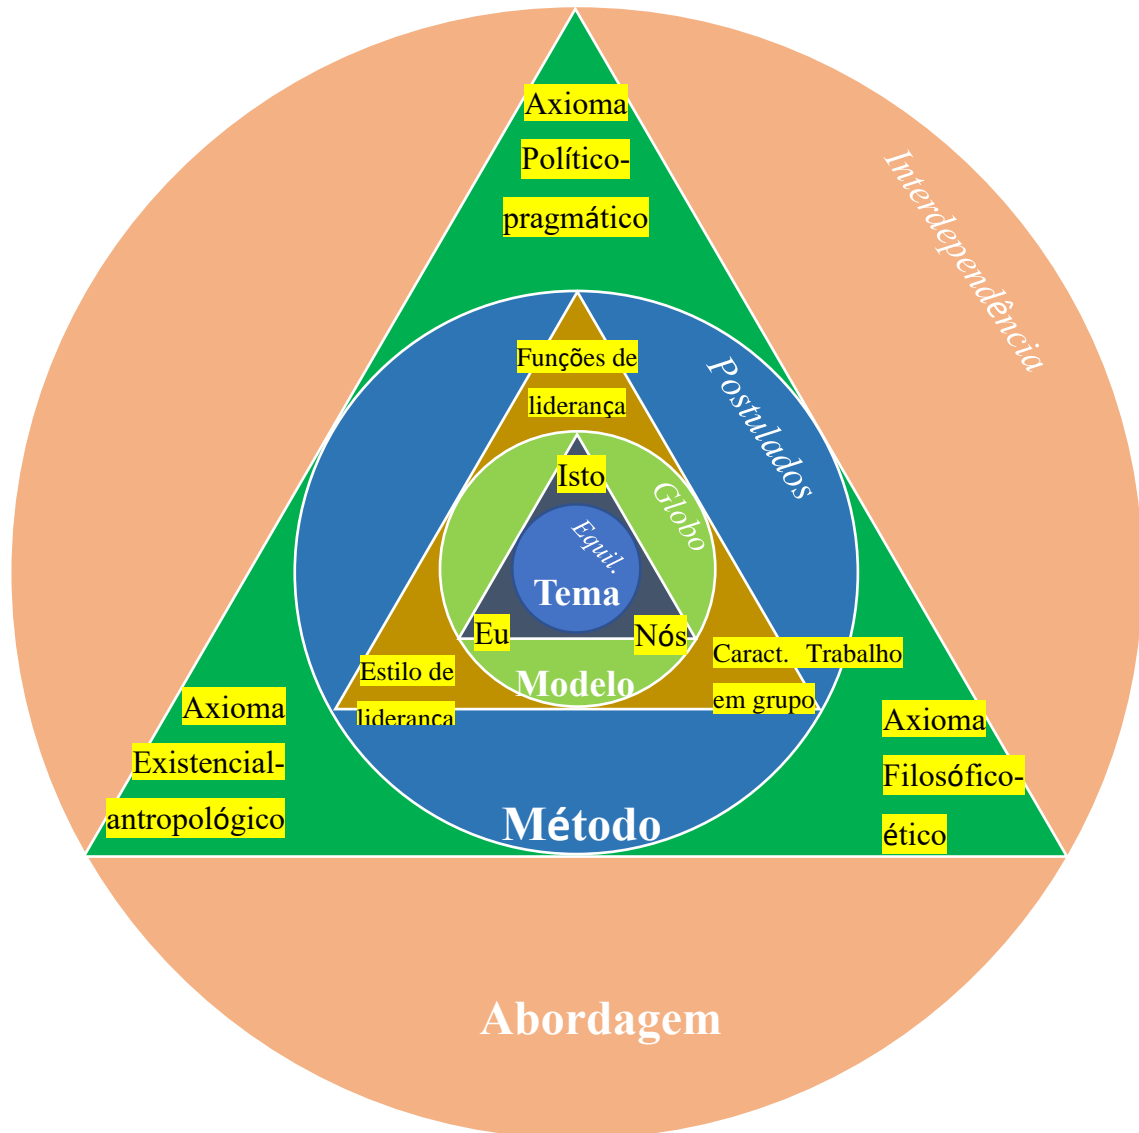 Axioma
Político-
pragmático
Interdependência
Funções de
liderança
Postulados
Isto
Globo
Equil.
Tema
Eu
Nós
Caract. Trabalho
em grupo
Estilo de
liderança
Modelo
Axioma
Existencial-
antropológico
Axioma
Filosófico-
ético
Método
Abordagem